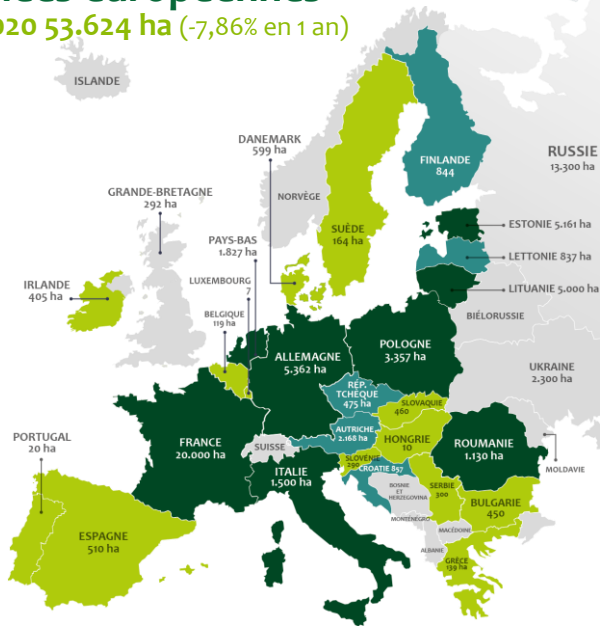 020 53.624 ha (-7,86% en 1 an)
ISLANDE
DANEMARK
599 ha
FINLANDE
844
RUSSIE
13.300 ha
GRANDE-BRETAGNE
292 ha
NORVÈGE
SUÈDE
164 ha
ESTONIE 5.161 ha
PAYS-BAS
1.827 ha
LETTONIE 837 ha
IRLANDE
405 ha
LUXEMBOURG
7
LITUANIE 5.000 ha
BELGIQUE
119 ha
BIÉLORUSSIE
ALLEMAGNE
5.362 ha
POLOGNE
3.357 ha
UKRAINE
2.300 ha
RÉP.
TCHÈQUE
475 ha
SLOVAQUIE
460
AUTRICHE
2.168 ha
PORTUGAL
20 ha
FRANCE
20.000 ha
SUISSE
HONGRIE
10
ROUMANIE
1.130 ha
MOLDAVIE
SLOVÉNIE
290
CROATIE 837
ITALIE
1.500 ha
BOSNIE
ET
HERZEGOVINA
SERBIE
300
BULGARIE
450
ESPAGNE
510 ha
MONTENÉGRO
MACÉDOINE
ALBANIE
GRÈCE
139 ha